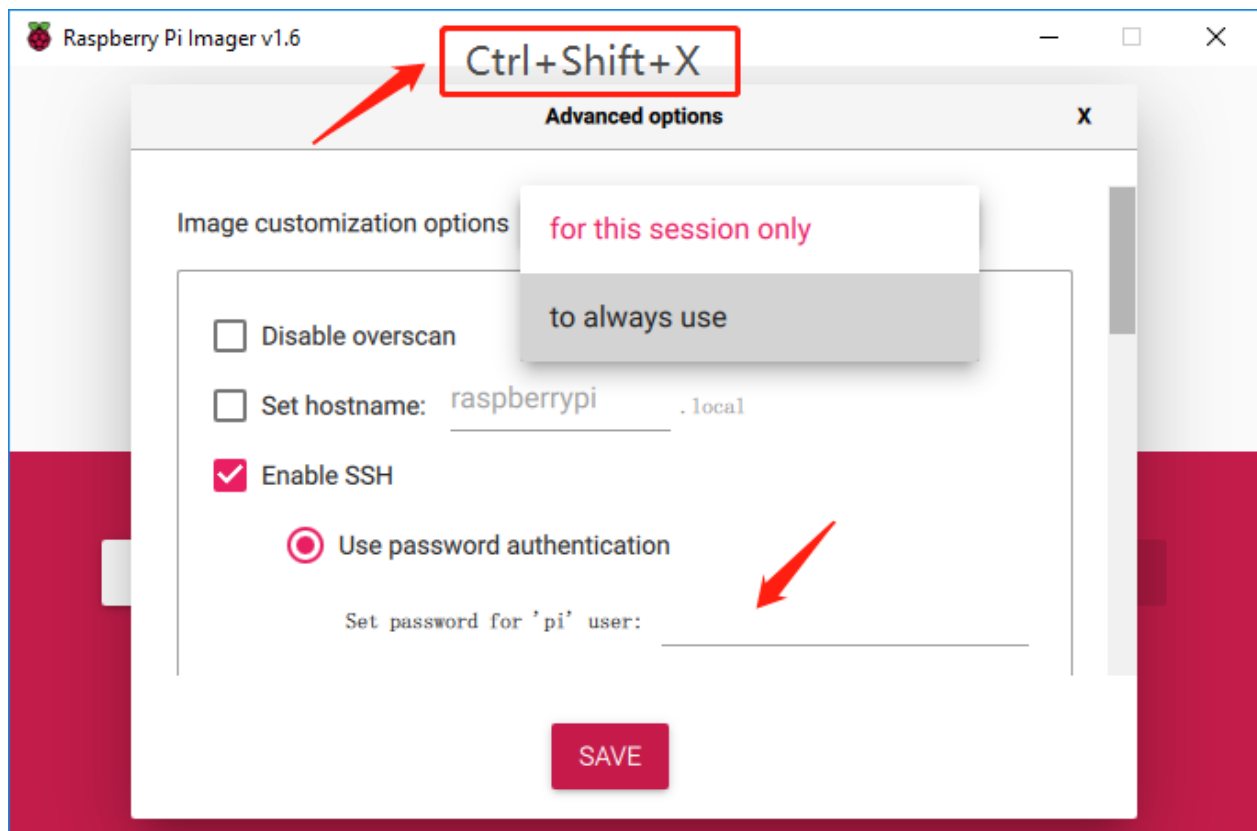 Raspberry Pi Imager v1.6
Ctrl+Shift+X
Advanced options X
Image customization options
for this session only
to always use
Disable overscan
Set hostname: raspberrypi .local
Enable SSH
Use password authentication
Set password for 'pi' user:
SAVE